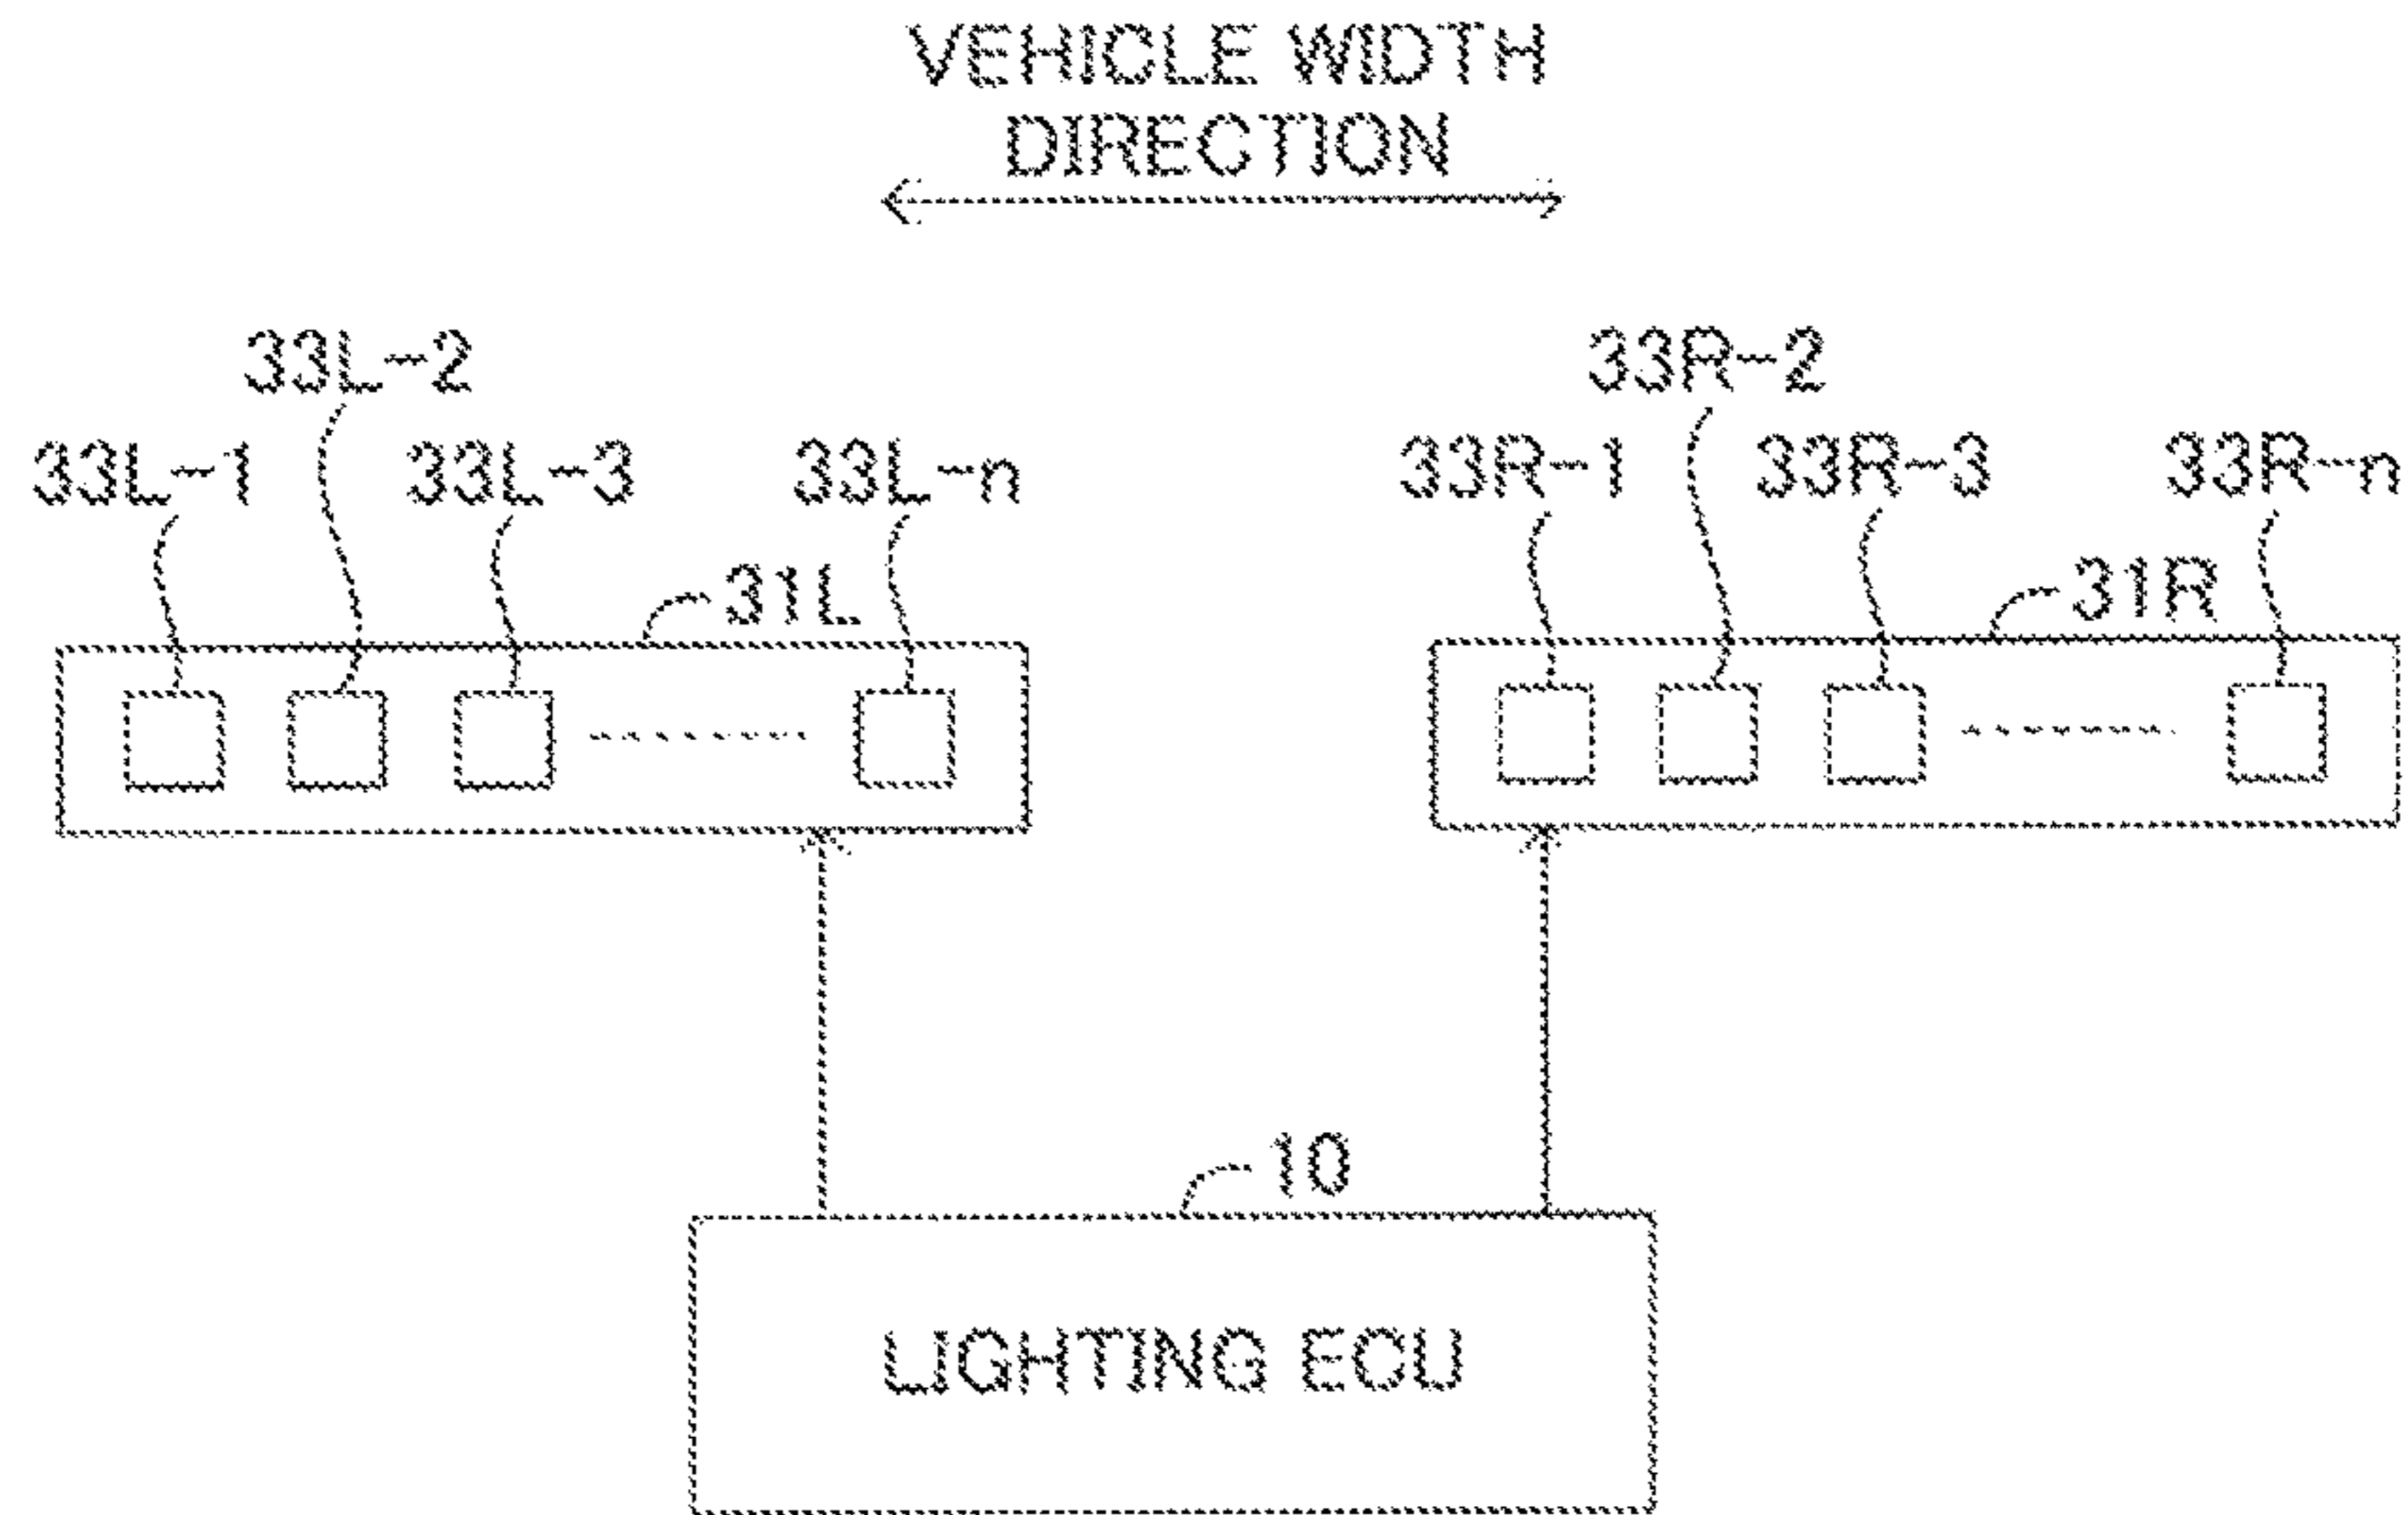 VEHICLE WIDTH
DIRECTION
33L-2
33R-2
33L-1
33L-3
33L-n
33R-1
33R-3
33R-n
31L
31R
10
LIGHTING ECU